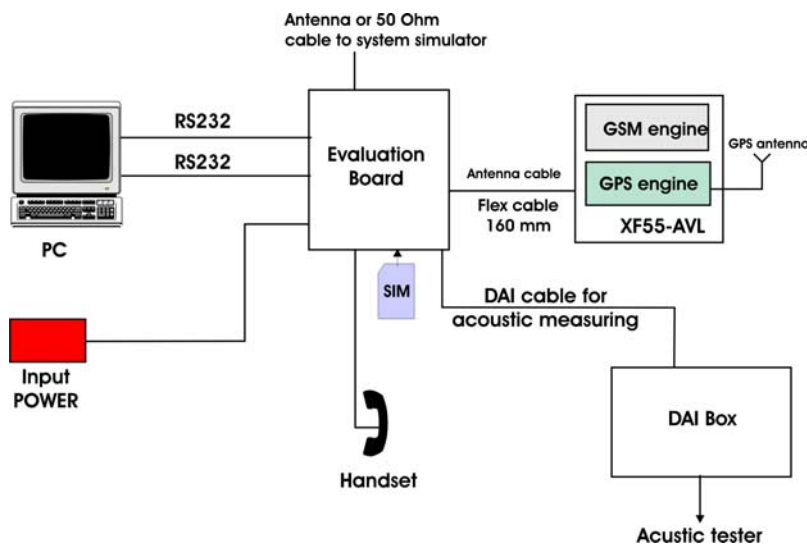 Antenna or 50 Ohm
cable to system simulator
RS232
RS232
Evaluation
Board
GSM engine
GPS engine
XF55-AVL
GPS antenna
Antenna cable
Flex cable
160 mm
PC
SIM
DAI cable for
acoustic measuring
Input
POWER
Handset
DAI Box
Acustic tester